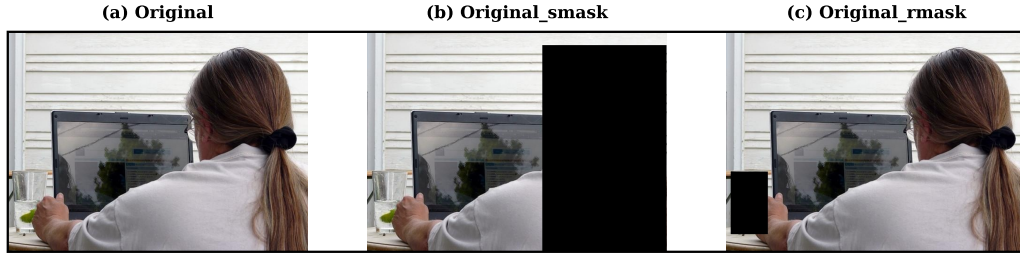 (a) Original
(b) Original_smask
(c) Original_rmask